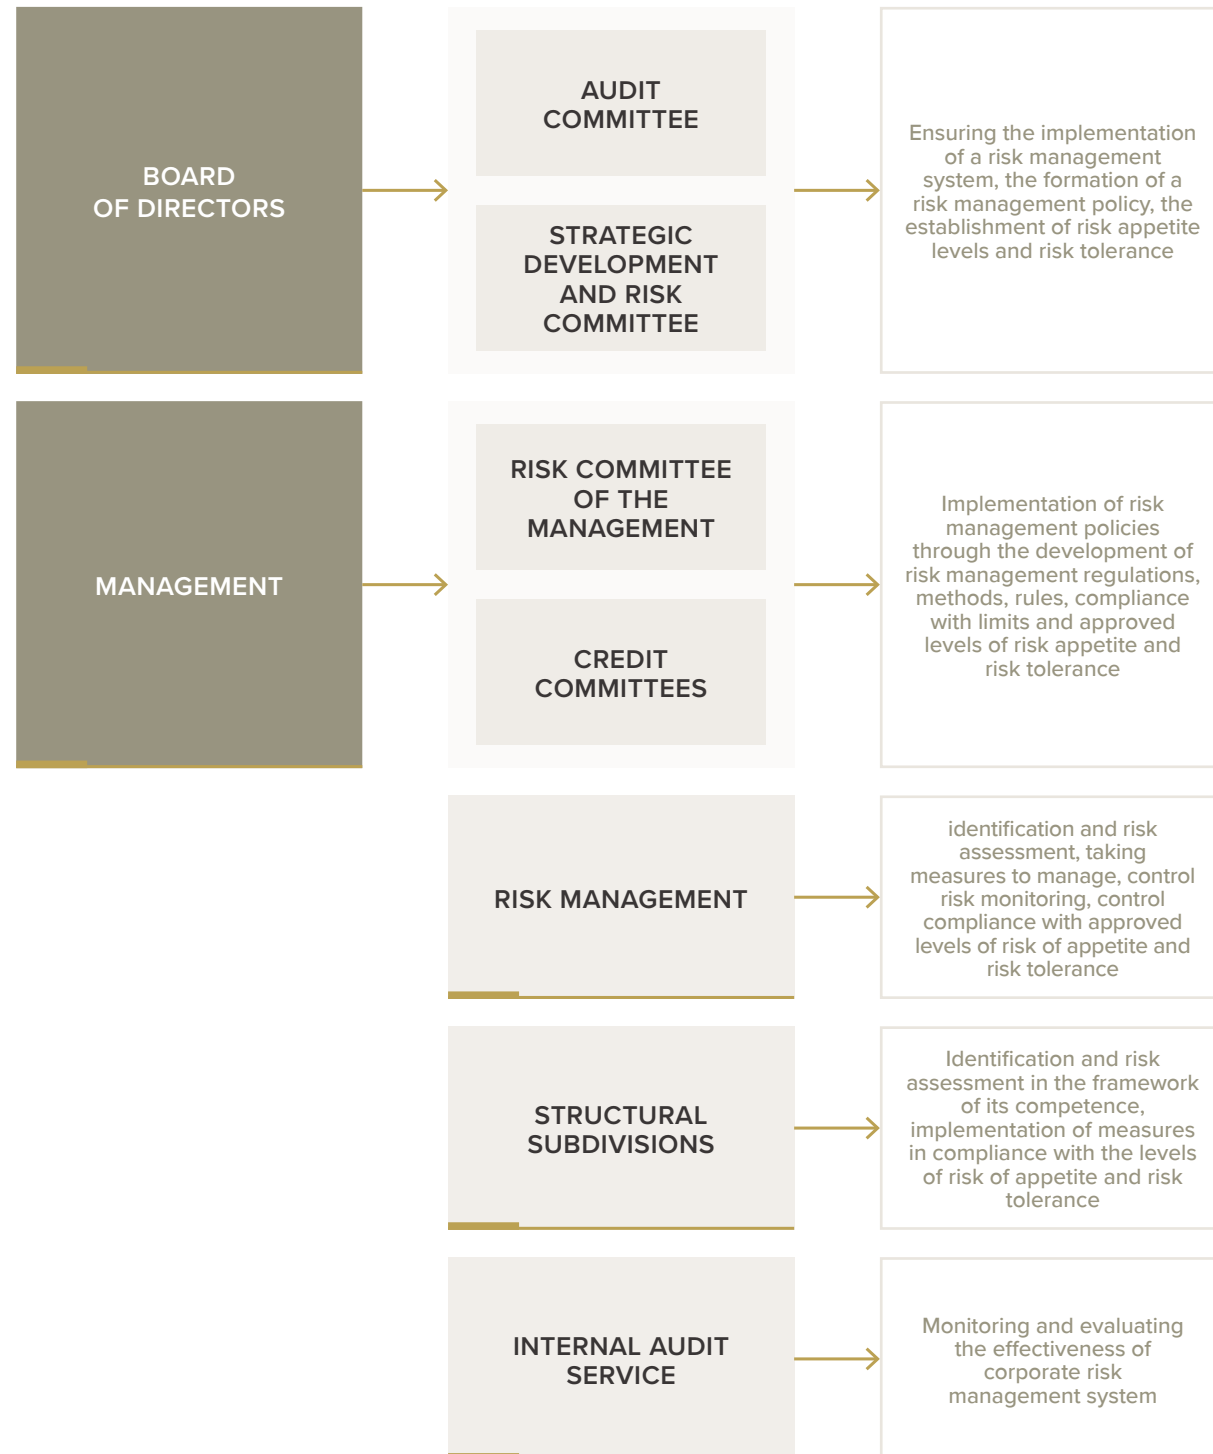 BOARD
OF DIRECTORS
AUDIT
COMMITTEE
STRATEGIC
DEVELOPMENT
AND RISK
COMMITTEE
Ensuring the implementation
of a risk management
system, the formation of a
risk management policy, the
establishment of risk appetite
levels and risk tolerance
MANAGEMENT
RISK COMMITTEE
OF THE
MANAGEMENT
CREDIT
COMMITTEES
Implementation of risk
management policies
through the development of
risk management regulations,
methods, rules, compliance
with limits and approved
levels of risk appetite and
risk tolerance
RISK MANAGEMENT
identification and risk
assessment, taking
measures to manage, control
risk monitoring, control
compliance with approved
levels of risk of appetite and
risk tolerance
STRUCTURAL
SUBDIVISIONS
Identification and risk
assessment in the framework
of its competence,
implementation of measures
in compliance with the levels
of risk of appetite and risk
tolerance
INTERNAL AUDIT
SERVICE
Monitoring and evaluating
the effectiveness of
corporate risk
management system